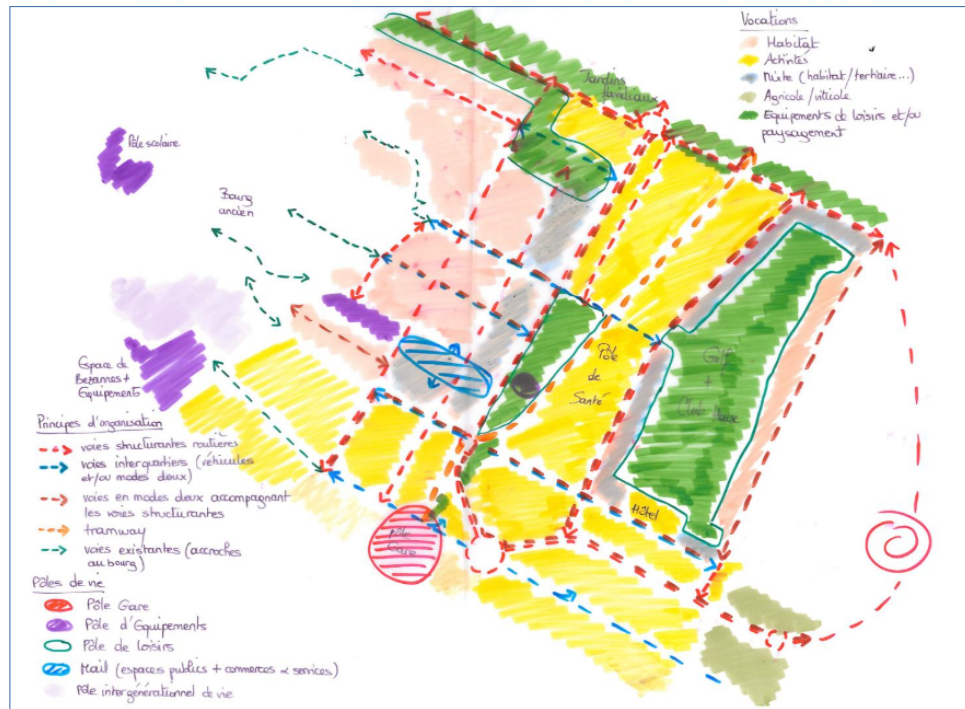 Vocations
Habitat
Activités
Mixte (habitat/tertiaire...)
Agricole / viticole
Equipements de loisirs et/ou
paysagement
Jardins
familiaux
Pôle scolaire
Bourg
ancien
Pôle
de
Santé
Golf
+
Club House
Hôtel
Pôle
Gare
Espace de
Bezannes +
Equipements
Principes d'organisation
voies structurantes routières
voies interquartiers (véhicules
et/ou modes doux)
voies en modes doux accompagnant
les voies structurantes
tramway
voies existantes (accroches
au bourg)
Pôles de vie
Pôle Gare
Pôle d'Equipements
Pôle de loisirs
Mail (espaces publics + commerces & services)
Pôle intergénérationnel de vie